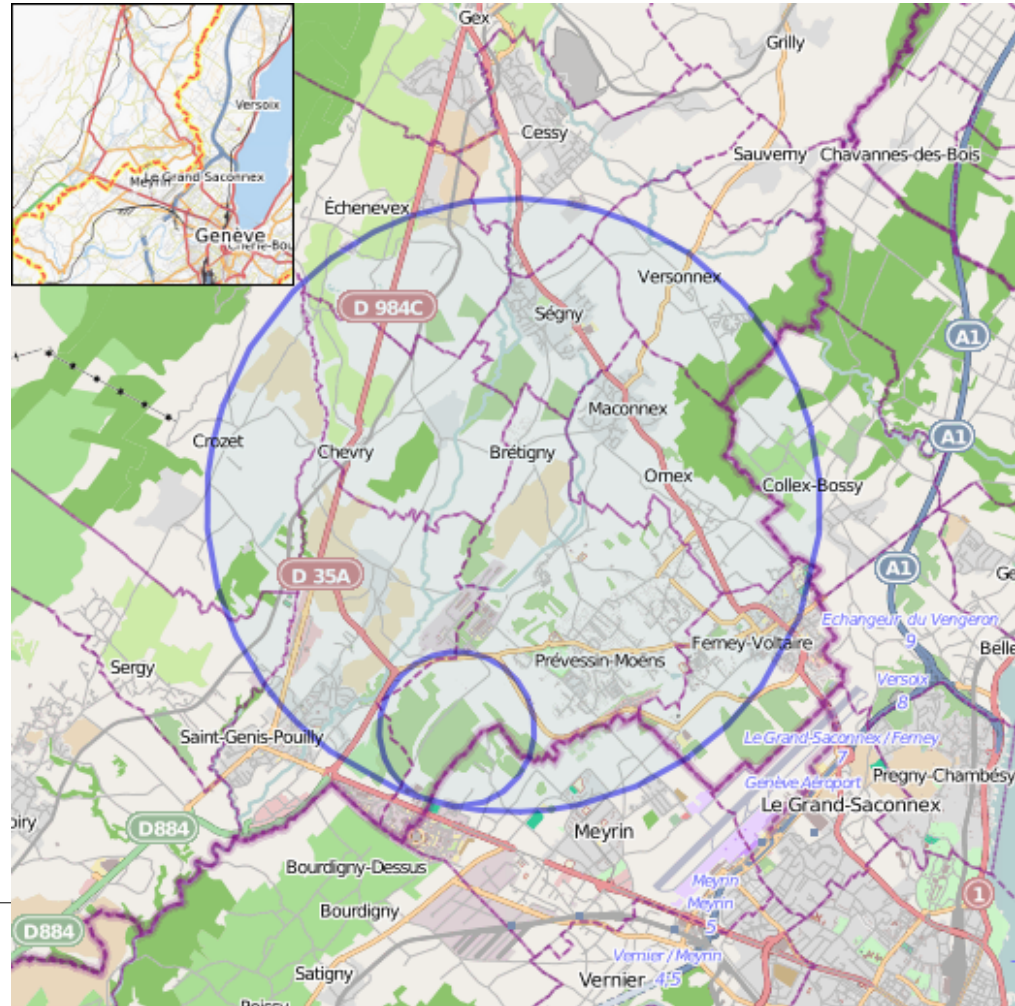 Gex
Grilly
Versoix
Cessy
Meyrin
Le Grand Saconnex
Sauverny
Chavannes-des-Bois
Genève
Échenevex
Versonnex
D 984C
Ségny
A1
Maconnex
Crozet
Chevry
Brétigny
A1
Ornex
Collex-Bossy
D 35A
A1
Echangeur du Vengeron
9
Ferney-Voltaire
Prévessin-Moëns
Sergy
Versoix
8
Saint-Genis-Pouilly
Le Grand-Saconnex / Ferney
7
Genève Aéroport
Pregny-Chambésy
Le Grand-Saconnex
D884
Meyrin
Bourdigny-Dessus
Meyrin
Meyrin
5
1
Bourdigny
D884
Vernier / Meyrin
Satigny
Vernier
4;5